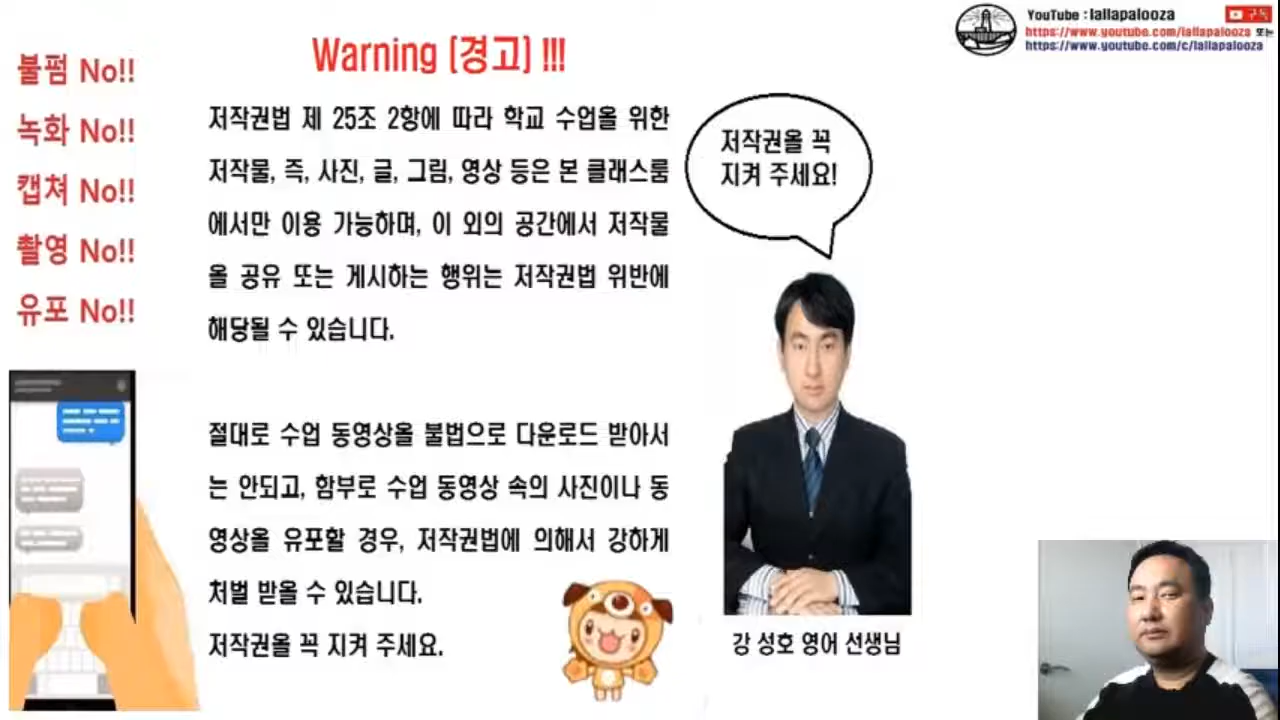 불펌 No!!
녹화 No!!
캡쳐 No!!
촬영 No!!
유포 No!!
Warning [경고] !!!
저작권법 제 25조 2항에 따라 학교 수업을 위한
저작물, 즉, 사진, 글, 그림, 영상 등은 본 클래스룸
에서만 이용 가능하며, 이 외의 공간에서 저작물
을 공유 또는 게시하는 행위는 저작권법 위반에
해당될 수 있습니다.
절대로 수업 동영상을 불법으로 다운로드 받아서
는 안되고, 함부로 수업 동영상 속의 사진이나 동
영상을 유포할 경우, 저작권법에 의해서 강하게
처벌 받을 수 있습니다.
저작권을 꼭 지켜 주세요.
저작권을 꼭
지켜 주세요!
강 성호 영어 선생님
YouTube : lallapalooza
구독
https://www.youtube.com/lallapalooza 또는
https://www.youtube.com/c/lallapalooza